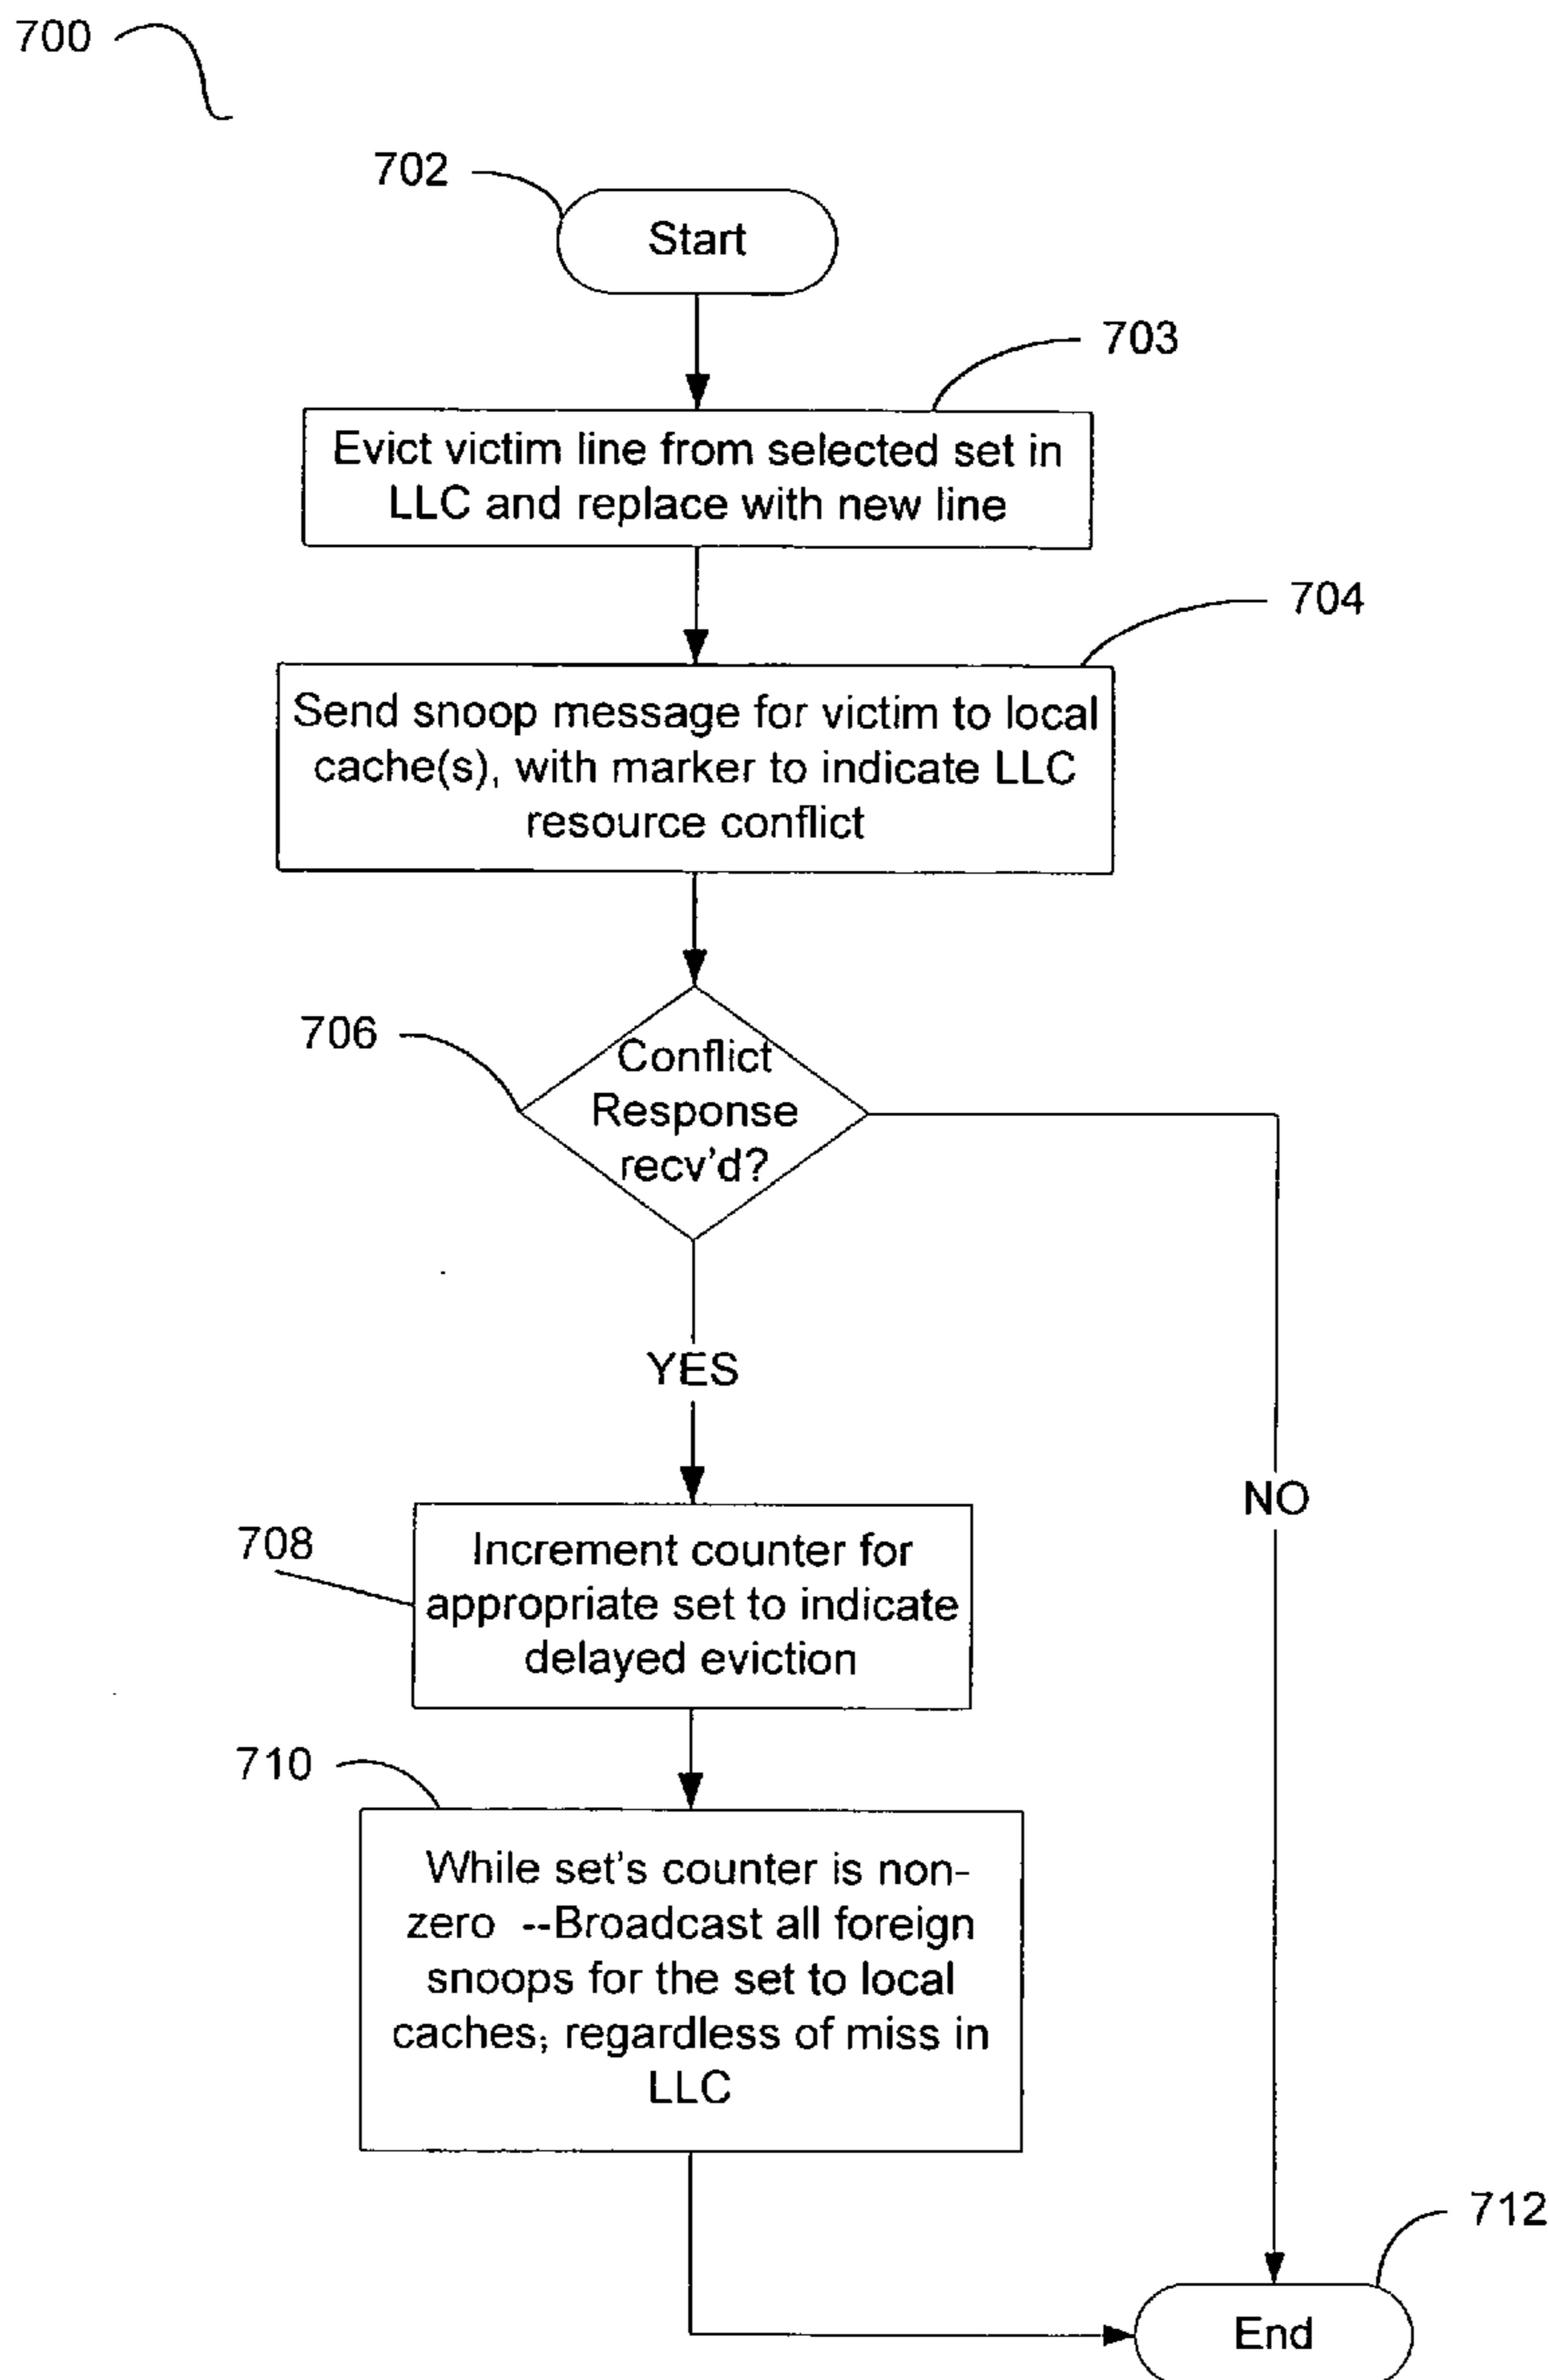 700
702
Start
703
Evict victim line from selected set in
LLC and replace with new line
704
Send snoop message for victim to local
cache(s), with marker to indicate LLC
resource conflict
706
Conflict
Response
recv'd?
YES
NO
708
Increment counter for
appropriate set to indicate
delayed eviction
710
While set's counter is non-
zero --Broadcast all foreign
snoops for the set to local
caches, regardless of miss in
LLC
712
End